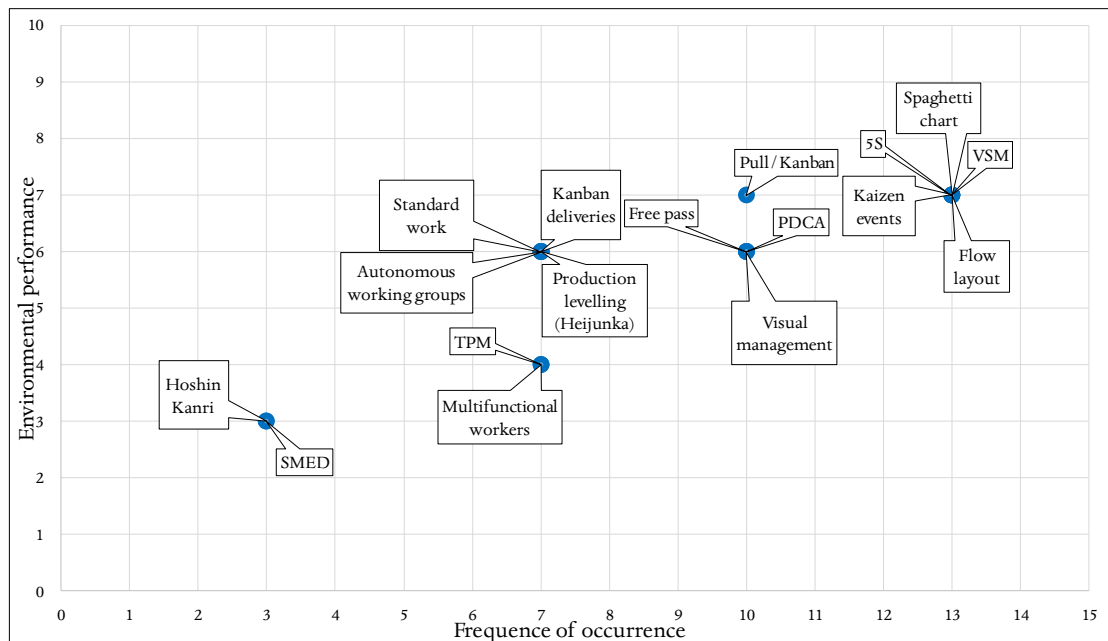 10
9
8
7
6
5
4
3
2
1
0
Environmental performance
Spaghetti
chart
5S
VSM
Pull / Kanban
Kaizen
events
Kanban
deliveries
Standard
work
Free pass
PDCA
Flow
layout
Autonomous
working groups
Production
levelling
(Heijunka)
Visual
management
TPM
Multifunctional
workers
Hoshin
Kanri
SMED
0 1 2 3 4 5 6 7 8 9 10 11 12 13 14 15
Frequence of occurrence